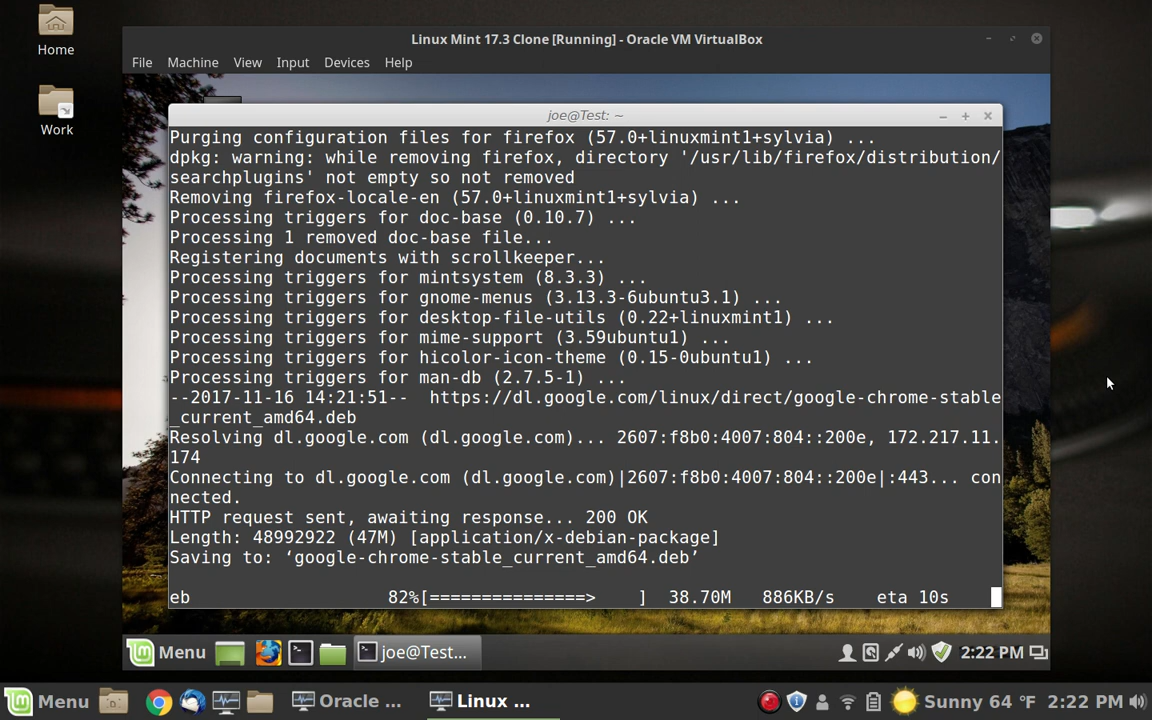 Home
Work
Linux Mint 17.3 Clone [Running] - Oracle VM VirtualBox
File Machine View Input Devices Help
joe@Test: ~
Purging configuration files for firefox (57.0+linuxmint1+sylvia) ...
dpkg: warning: while removing firefox, directory '/usr/lib/firefox/distribution/
searchplugins' not empty so not removed
Removing firefox-locale-en (57.0+linuxmint1+sylvia) ...
Processing triggers for doc-base (0.10.7) ...
Processing 1 removed doc-base file...
Registering documents with scrollkeeper...
Processing triggers for mintsystem (8.3.3) ...
Processing triggers for gnome-menus (3.13.3-6ubuntu3.1) ...
Processing triggers for desktop-file-utils (0.22+linuxmint1) ...
Processing triggers for mime-support (3.59ubuntu1) ...
Processing triggers for hicolor-icon-theme (0.15-0ubuntu1) ...
Processing triggers for man-db (2.7.5-1) ...
--2017-11-16 14:21:51--  https://dl.google.com/linux/direct/google-chrome-stable
_current_amd64.deb
Resolving dl.google.com (dl.google.com)... 2607:f8b0:4007:804::200e, 172.217.11.
174
Connecting to dl.google.com (dl.google.com)|2607:f8b0:4007:804::200e|:443... con
nected.
HTTP request sent, awaiting response... 200 OK
Length: 48992922 (47M) [application/x-debian-package]
Saving to: ‘google-chrome-stable_current_amd64.deb’
eb 82%[===============> ] 38.70M 886KB/s eta 10s
Menu joe@Test... 2:22 PM
Menu Oracle ... Linux ... Sunny 64 °F 2:22 PM